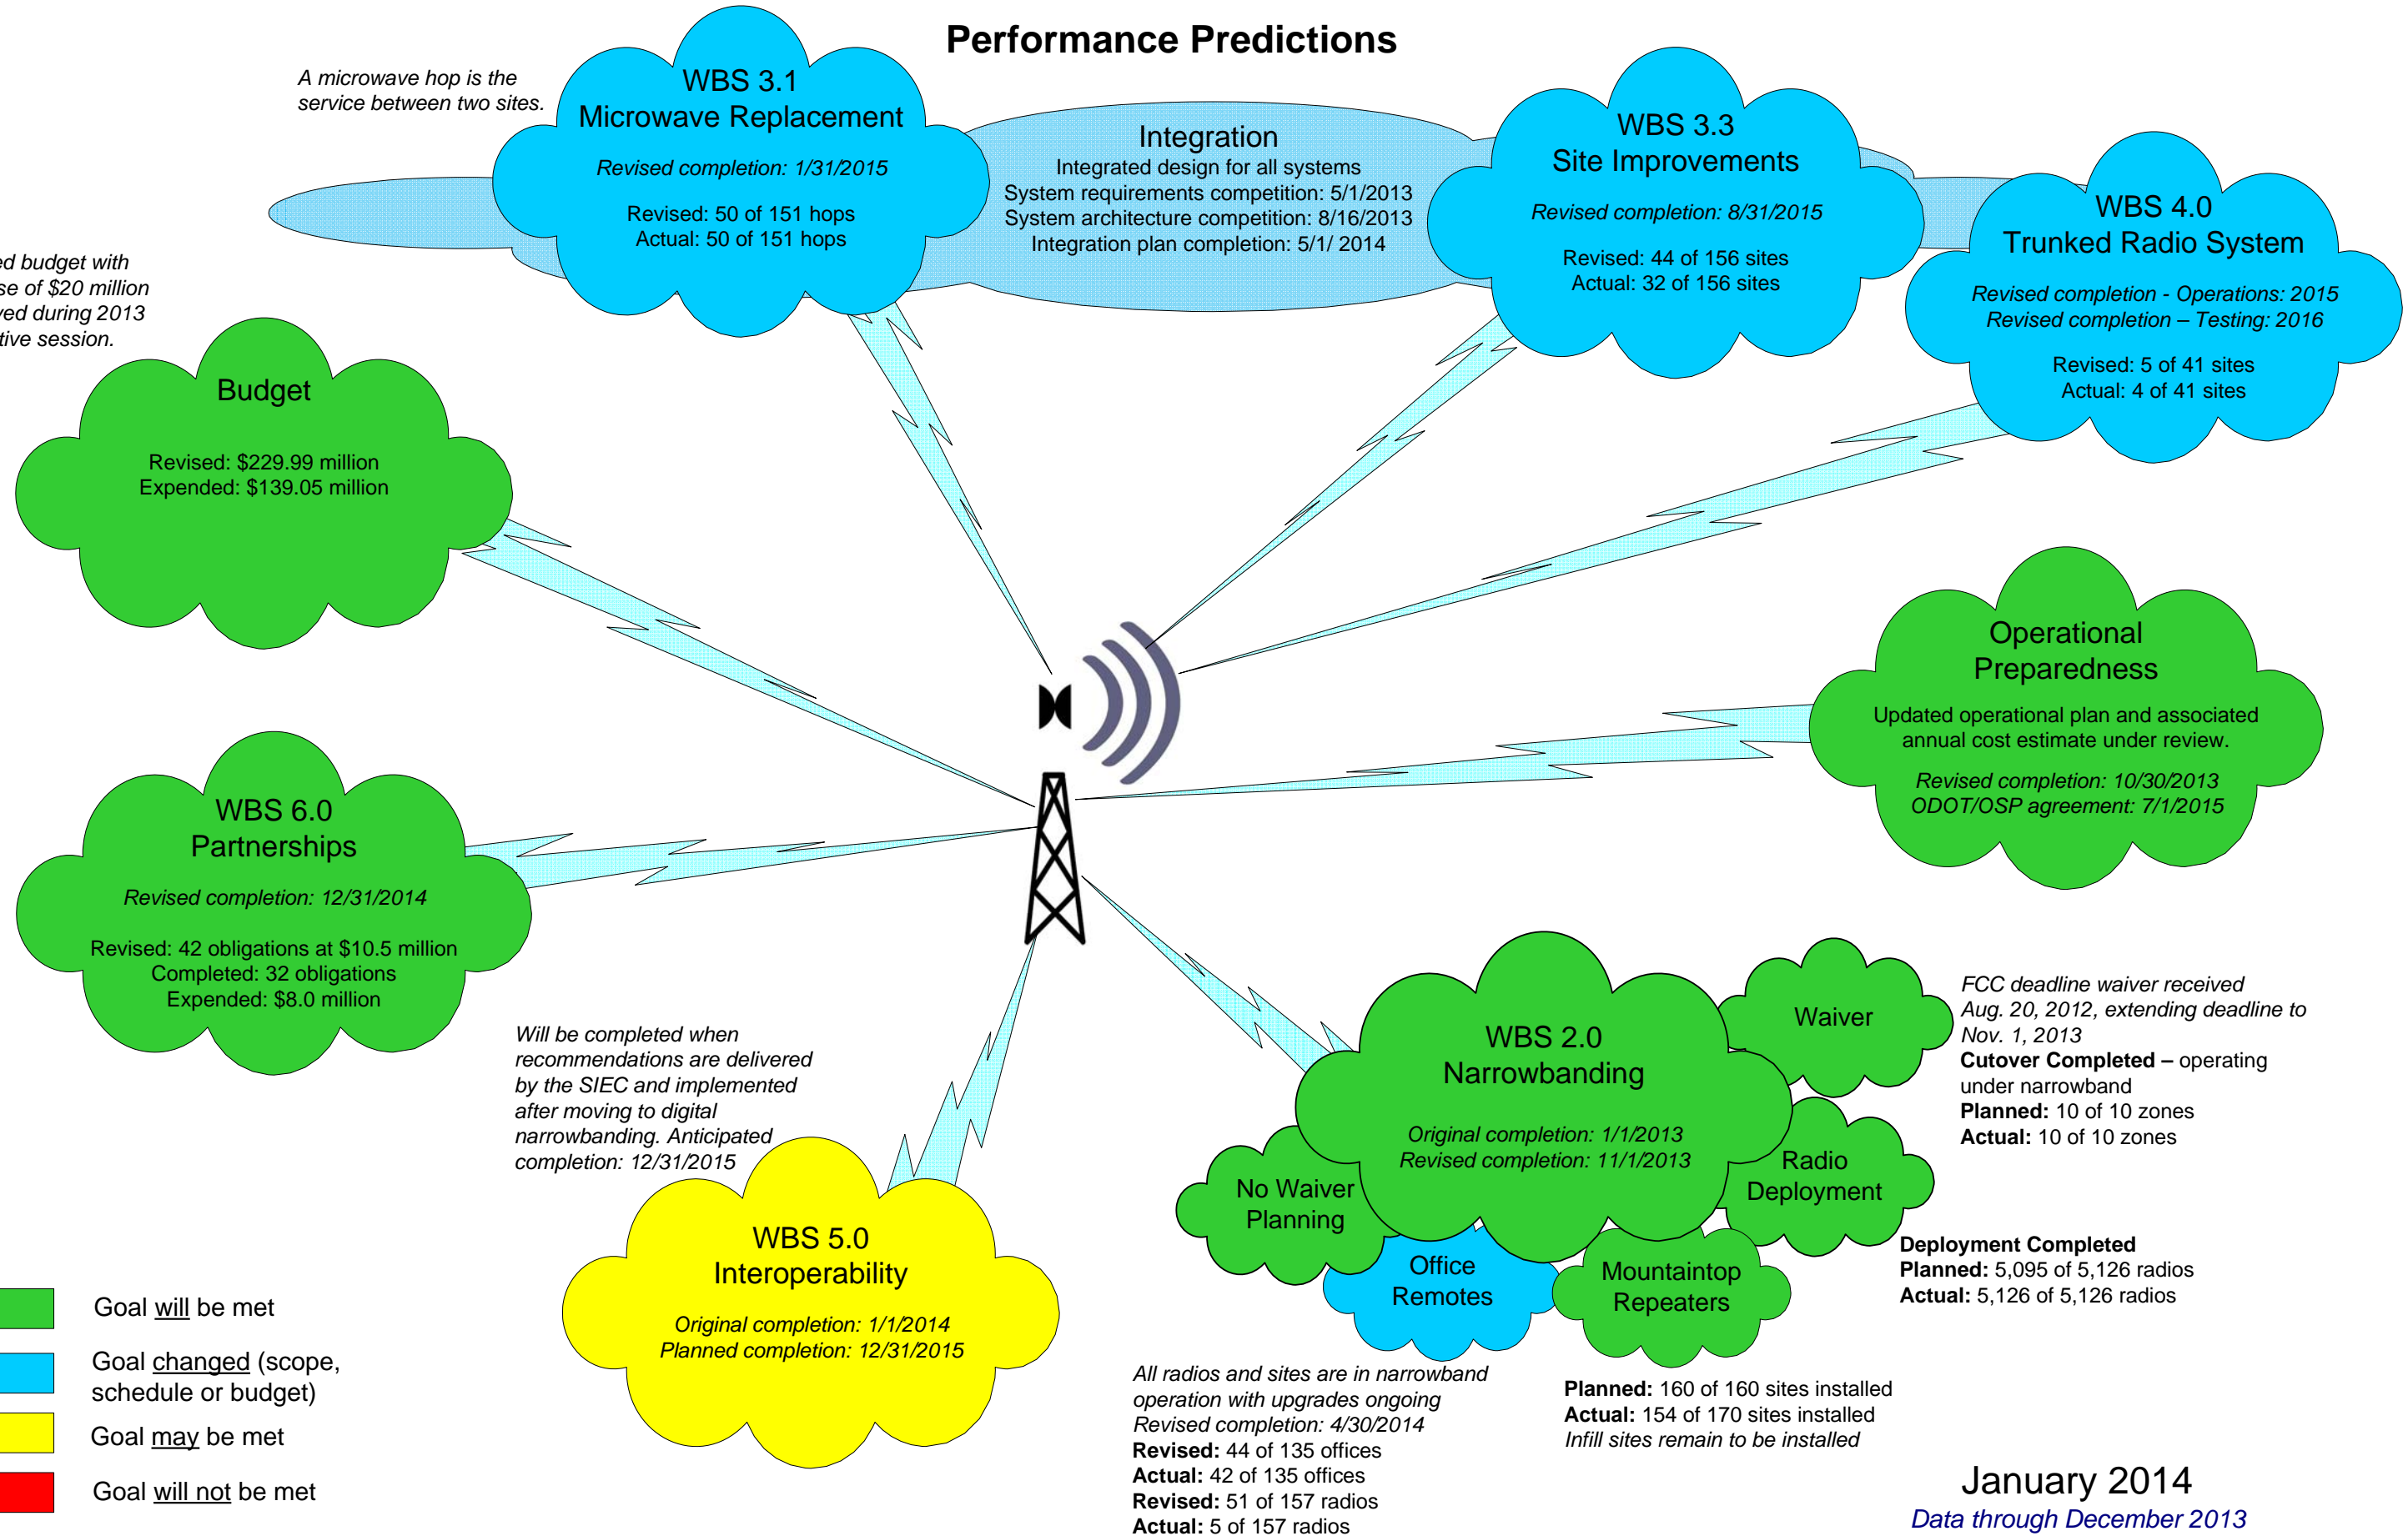 Performance Predictions
A microwave hop is the
service between two sites.
WBS 3.1
Microwave Replacement
Revised completion: 1/31/2015
Revised: 50 of 151 hops
Actual: 50 of 151 hops
Integration
Integrated design for all systems
System requirements competition: 5/1/2013
System architecture competition: 8/16/2013
Integration plan completion: 5/1/ 2014
WBS 3.3
Site Improvements
Revised completion: 8/31/2015
Revised: 44 of 156 sites
Actual: 32 of 156 sites
WBS 4.0
Trunked Radio System
Revised completion - Operations: 2015
Revised completion – Testing: 2016
Revised: 5 of 41 sites
Actual: 4 of 41 sites
budget with
of $20 million
during 2013
session.
Budget
Revised: $229.99 million
Expended: $139.05 million
Operational
Preparedness
Updated operational plan and associated
annual cost estimate under review.
Revised completion: 10/30/2013
ODOT/OSP agreement: 7/1/2015
WBS 6.0
Partnerships
Revised completion: 12/31/2014
Revised: 42 obligations at $10.5 million
Completed: 32 obligations
Expended: $8.0 million
Will be completed when
recommendations are delivered
by the SIEC and implemented
after moving to digital
narrowbanding. Anticipated
completion: 12/31/2015
WBS 5.0
Interoperability
Original completion: 1/1/2014
Planned completion: 12/31/2015
WBS 2.0
Narrowbanding
Original completion: 1/1/2013
Revised completion: 11/1/2013
Waiver
FCC deadline waiver received
Aug. 20, 2012, extending deadline to
Nov. 1, 2013
Cutover Completed – operating
under narrowband
Planned: 10 of 10 zones
Actual: 10 of 10 zones
Radio
Deployment
Deployment Completed
Planned: 5,095 of 5,126 radios
Actual: 5,126 of 5,126 radios
No Waiver
Planning
Office
Remotes
Mountaintop
Repeaters
All radios and sites are in narrowband
operation with upgrades ongoing
Revised completion: 4/30/2014
Revised: 44 of 135 offices
Actual: 42 of 135 offices
Revised: 51 of 157 radios
Actual: 5 of 157 radios
Planned: 160 of 160 sites installed
Actual: 154 of 170 sites installed
Infill sites remain to be installed
Goal will be met
Goal changed (scope,
schedule or budget)
Goal may be met
Goal will not be met
January 2014
Data through December 2013